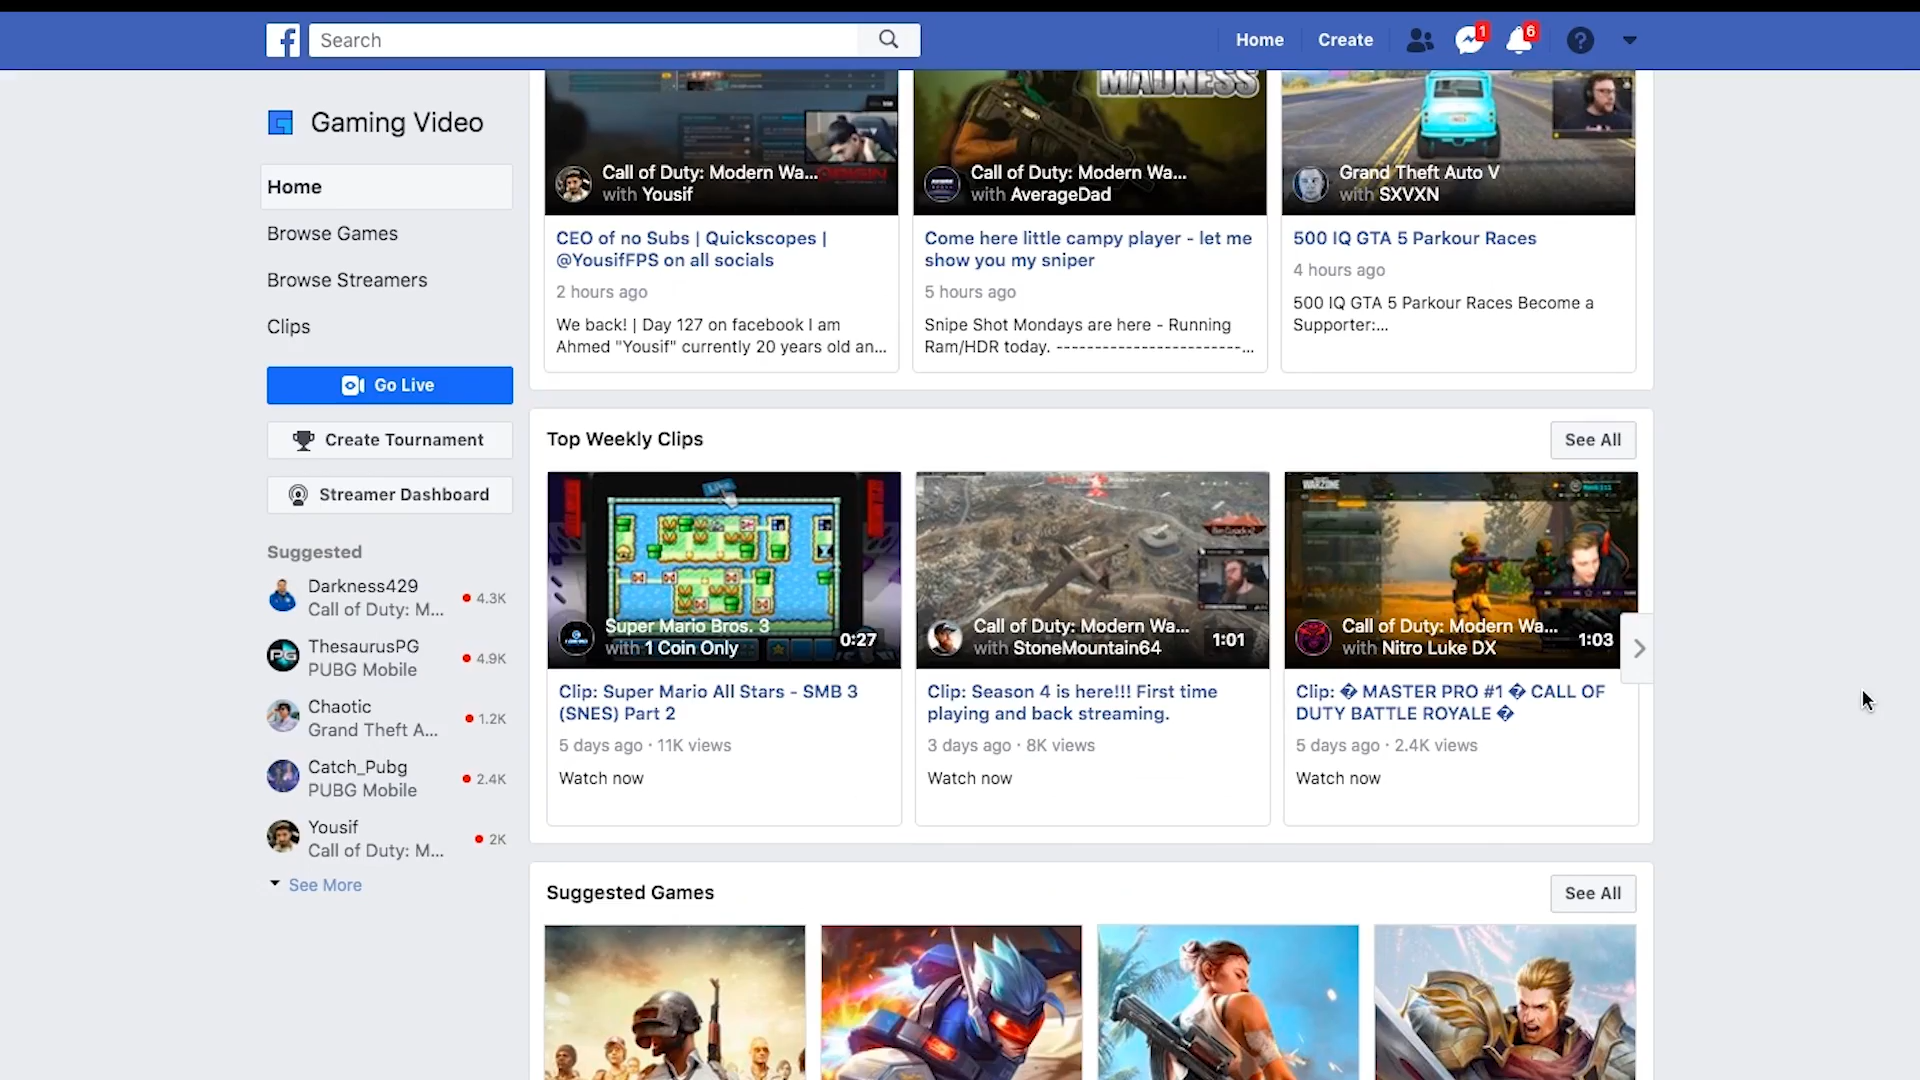 Search
Home
Create
1
6
Gaming Video
Home
Browse Games
Browse Streamers
Clips
Go Live
Create Tournament
Streamer Dashboard
Suggested
Darkness429
Call of Duty: M...
4.3K
ThesaurusPG
PUBG Mobile
4.9K
Chaotic
Grand Theft A...
1.2K
Catch_Pubg
PUBG Mobile
2.4K
Yousif
Call of Duty: M...
2K
See More
Call of Duty: Modern Wa...
with Yousif
CEO of no Subs | Quickscopes |
@YousifFPS on all socials
2 hours ago
We back! | Day 127 on facebook I am
Ahmed "Yousif" currently 20 years old an...
MADNESS
Call of Duty: Modern Wa...
with AverageDad
Come here little campy player - let me
show you my sniper
5 hours ago
Snipe Shot Mondays are here - Running
Ram/HDR today. ------------------------...
Grand Theft Auto V
with SXVXN
500 IQ GTA 5 Parkour Races
4 hours ago
500 IQ GTA 5 Parkour Races Become a
Supporter:...
Top Weekly Clips
See All
Like
Super Mario Bros. 3
with 1 Coin Only
0:27
Clip: Super Mario All Stars - SMB 3
(SNES) Part 2
5 days ago · 11K views
Watch now
Call of Duty: Modern Wa...
with StoneMountain64
1:01
Clip: Season 4 is here!!! First time
playing and back streaming.
3 days ago · 8K views
Watch now
WARZONE
Call of Duty: Modern Wa...
with Nitro Luke DX
1:03
Clip: � MASTER PRO #1 � CALL OF
DUTY BATTLE ROYALE �
5 days ago · 2.4K views
Watch now
Suggested Games
See All